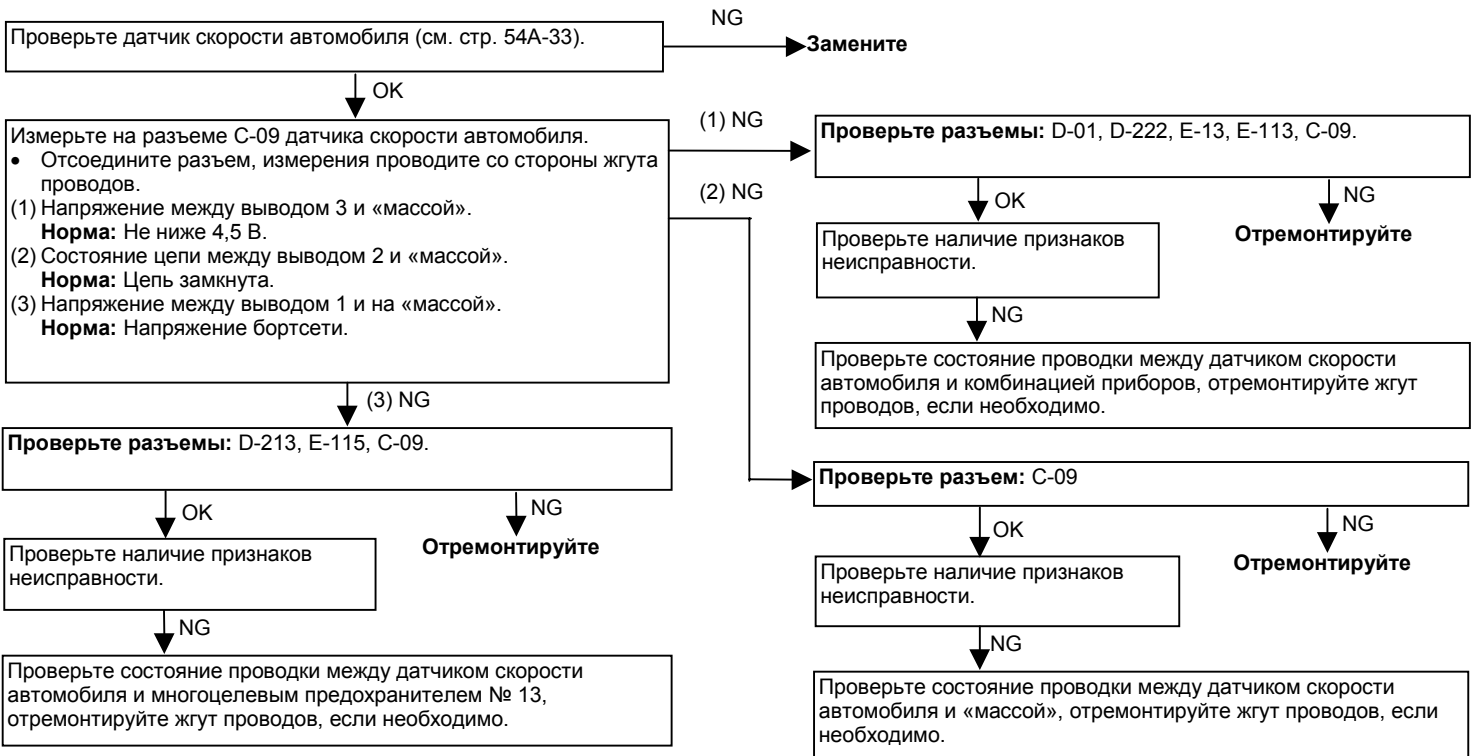 Проверьте датчик скорости автомобиля (см. стр. 54А-33).
NG
Замените
OK
Измерьте на разъеме С-09 датчика скорости автомобиля.
• Отсоедините разъем, измерения проводите со стороны жгута
проводов.
(1) Напряжение между выводом 3 и «массой».
Норма: Не ниже 4,5 В.
(2) Состояние цепи между выводом 2 и «массой».
Норма: Цепь замкнута.
(3) Напряжение между выводом 1 и на «массой».
Норма: Напряжение бортсети.
(1) NG
(2) NG
Проверьте разъемы: D-01, D-222, E-13, E-113, C-09.
OK
NG
Проверьте наличие признаков
неисправности.
Отремонтируйте
NG
Проверьте состояние проводки между датчиком скорости
автомобиля и комбинацией приборов, отремонтируйте жгут
проводов, если необходимо.
(3) NG
Проверьте разъемы: D-213, E-115, C-09.
OK
NG
Проверьте наличие признаков
неисправности.
Отремонтируйте
NG
Проверьте состояние проводки между датчиком скорости
автомобиля и многоцелевым предохранителем № 13,
отремонтируйте жгут проводов, если необходимо.
Проверьте разъем: С-09
OK
NG
Проверьте наличие признаков
неисправности.
Отремонтируйте
NG
Проверьте состояние проводки между датчиком скорости
автомобиля и «массой», отремонтируйте жгут проводов, если
необходимо.